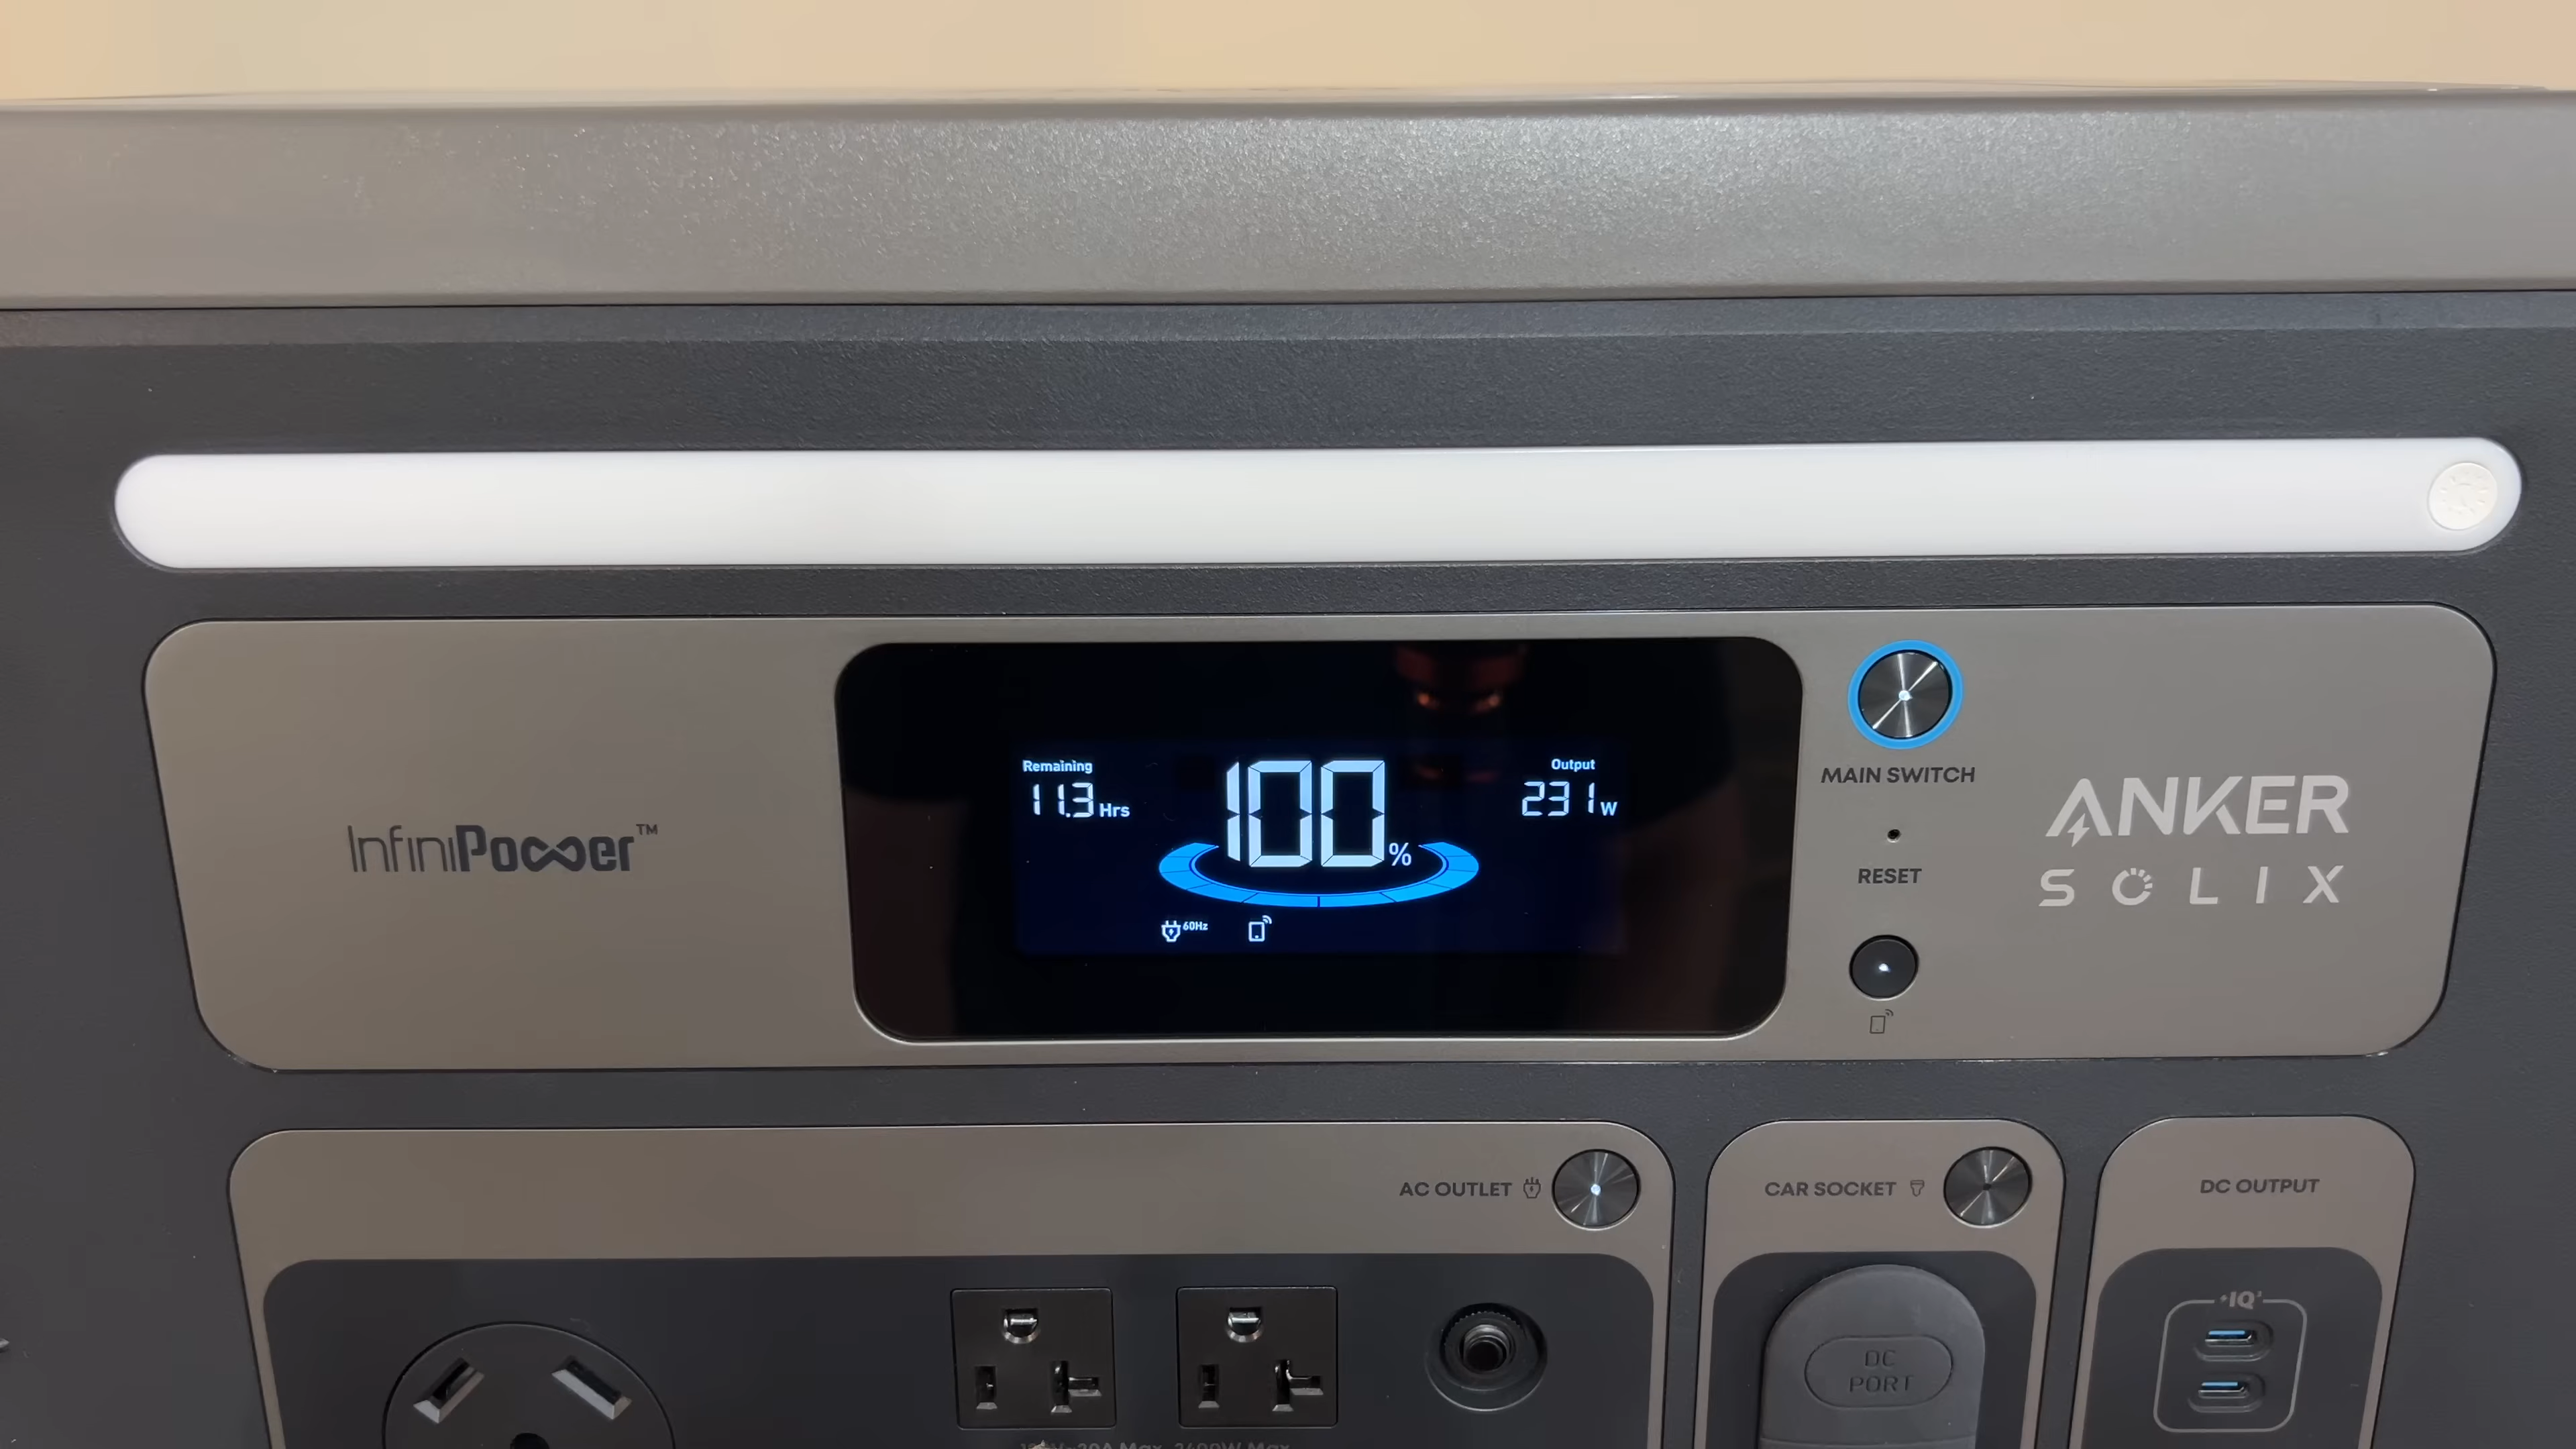 Remaining
11.3 Hrs
100%
Output
231 W
60Hz
InfiniPower™
MAIN SWITCH
RESET
ANKER
SOLIX
AC OUTLET
CAR SOCKET
DC OUTPUT
IQ³
DC
PORT